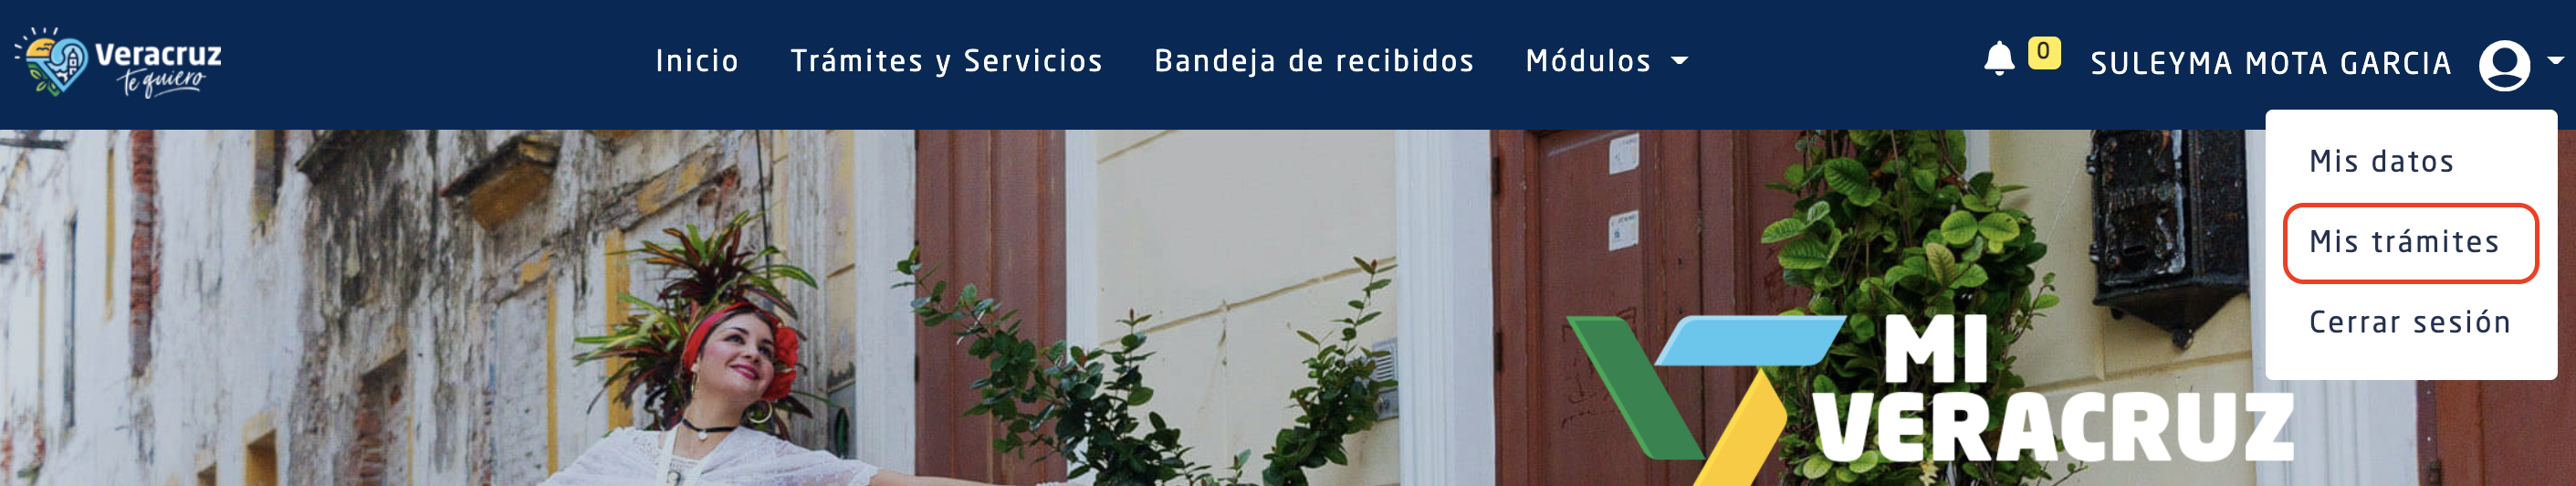 Veracruz
te quiero
Inicio
Trámites y Servicios
Bandeja de recibidos
Módulos
0
SULEYMA MOTA GARCIA
Mis datos
Mis trámites
Cerrar sesión
MI
VERACRUZ